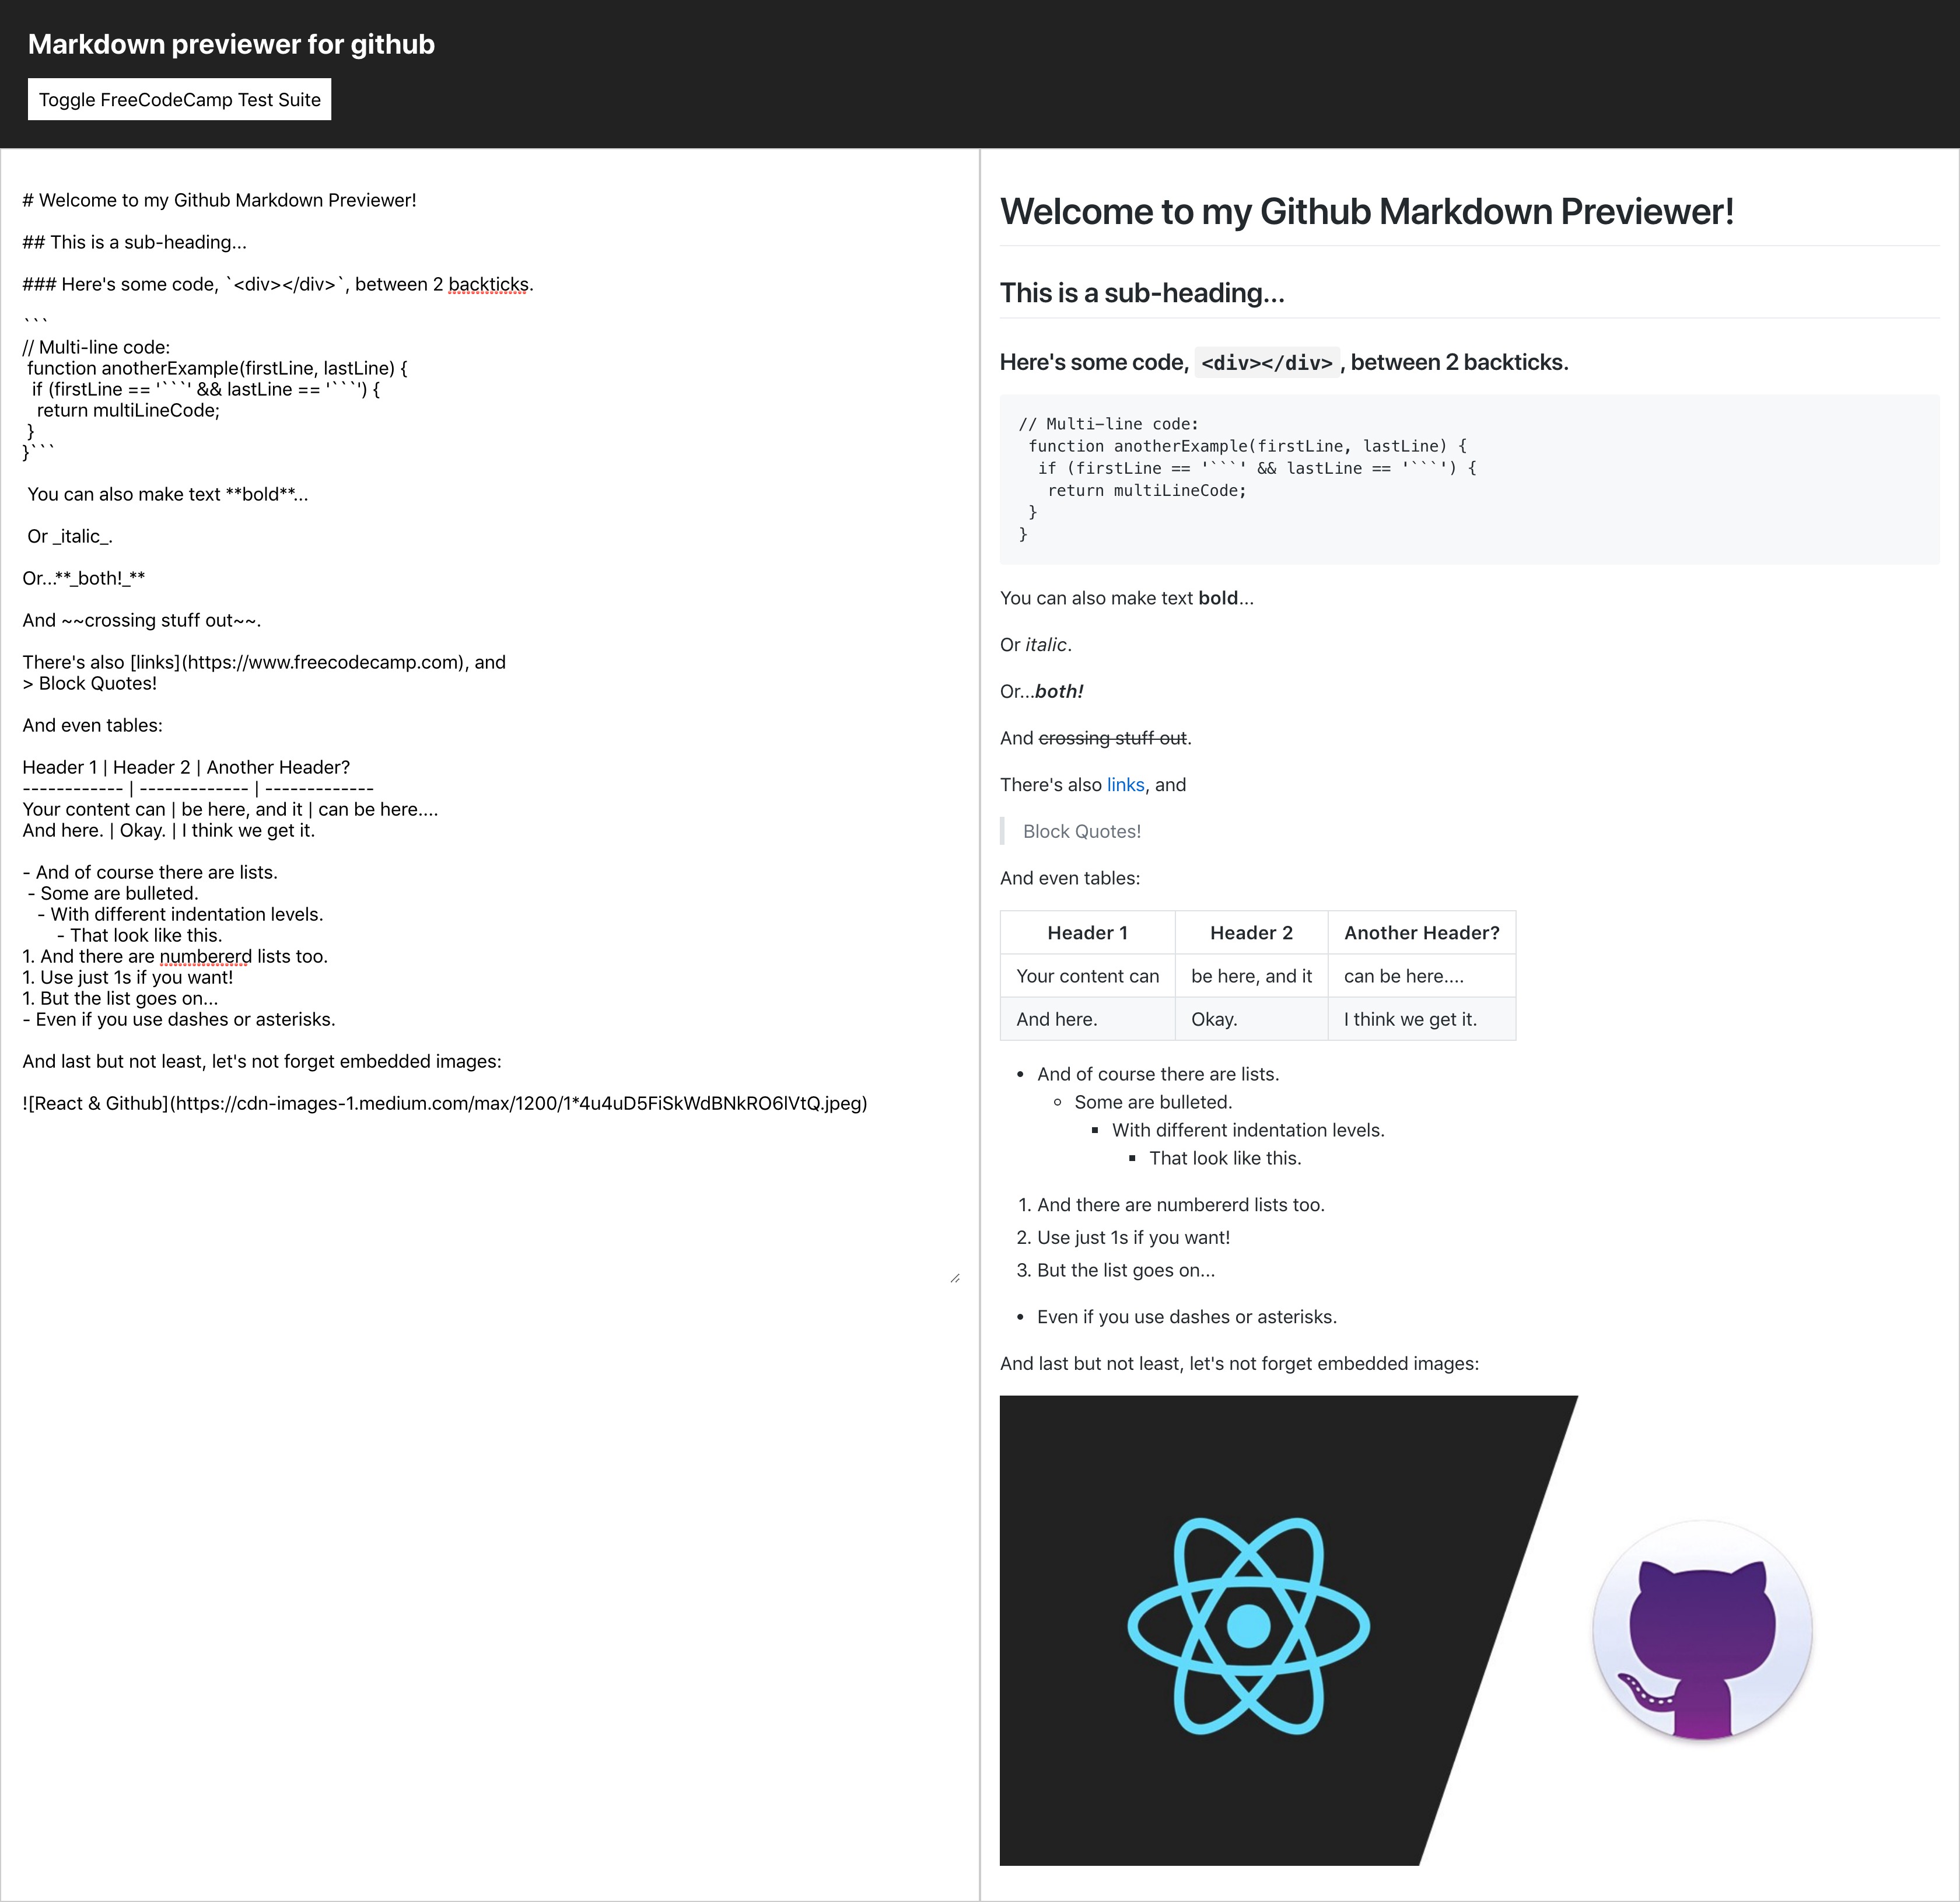 Markdown previewer for github
Toggle FreeCodeCamp Test Suite
# Welcome to my Github Markdown Previewer!
## This is a sub-heading...
### Here's some code, `<div></div>`, between 2 backticks.
```
// Multi-line code:
function anotherExample(firstLine, lastLine) {
if (firstLine == '```' && lastLine == '```') {
return multiLineCode;
}
}```
You can also make text **bold**...
Or _italic_.
Or...**_both!_**
And ~~crossing stuff out~~.
There's also [links](https://www.freecodecamp.com), and
> Block Quotes!
And even tables:
Header 1 | Header 2 | Another Header?
------------ | ------------- | -------------
Your content can | be here, and it | can be here....
And here. | Okay. | I think we get it.
- And of course there are lists.
- Some are bulleted.
- With different indentation levels.
- That look like this.
1. And there are numbererd lists too.
1. Use just 1s if you want!
1. But the list goes on...
- Even if you use dashes or asterisks.
And last but not least, let's not forget embedded images:
![React & Github](https://cdn-images-1.medium.com/max/1200/1*4u4uD5FiSkWdBNkRO6lVtQ.jpeg)
Welcome to my Github Markdown Previewer!
This is a sub-heading...
Here's some code, <div></div> , between 2 backticks.
// Multi-line code:
function anotherExample(firstLine, lastLine) {
if (firstLine == '```' && lastLine == '```') {
return multiLineCode;
}
}
You can also make text bold...
Or italic.
Or...both!
And crossing stuff out.
There's also links, and
Block Quotes!
And even tables:
Header 1 Header 2 Another Header?
Your content can be here, and it can be here....
And here. Okay. I think we get it.
• And of course there are lists.
◦ Some are bulleted.
▪ With different indentation levels.
▪ That look like this.
1. And there are numbererd lists too.
2. Use just 1s if you want!
3. But the list goes on...
• Even if you use dashes or asterisks.
And last but not least, let's not forget embedded images: